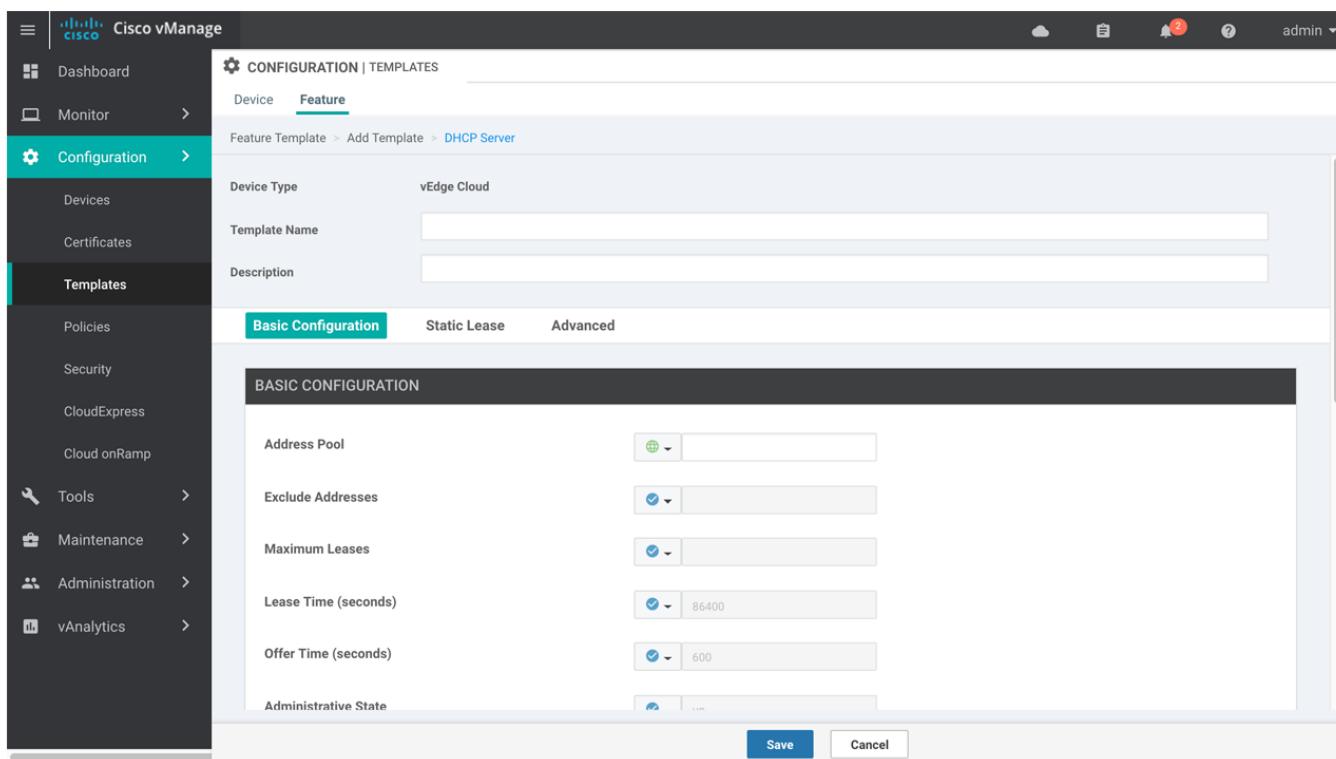 cisco Cisco vManage 2 admin
Dashboard
Monitor
Configuration
Devices
Certificates
Templates
Policies
Security
CloudExpress
Cloud onRamp
Tools
Maintenance
Administration
vAnalytics
CONFIGURATION | TEMPLATES
Device Feature
Feature Template > Add Template > DHCP Server
Device Type vEdge Cloud
Template Name
Description
Basic Configuration Static Lease Advanced
BASIC CONFIGURATION
Address Pool
Exclude Addresses
Maximum Leases
Lease Time (seconds) 86400
Offer Time (seconds) 600
Administrative State
Save Cancel